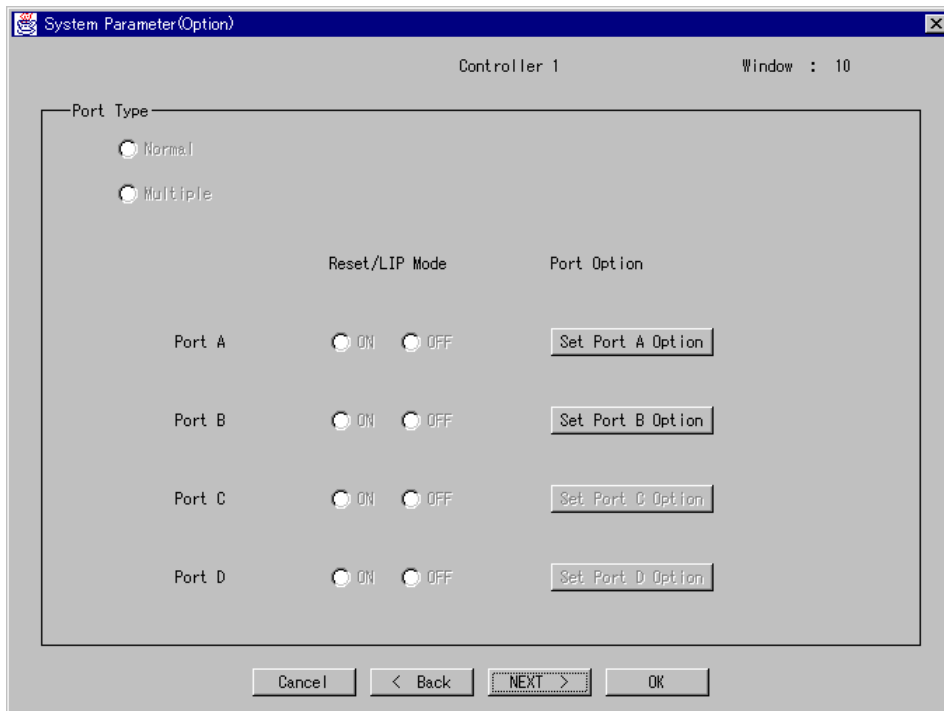 System Parameter(Option)
Controller 1 Window : 10
Port Type
Normal
Multiple
Reset/LIP Mode Port Option
Port A ON OFF Set Port A Option
Port B ON OFF Set Port B Option
Port C ON OFF Set Port C Option
Port D ON OFF Set Port D Option
Cancel < Back NEXT > OK